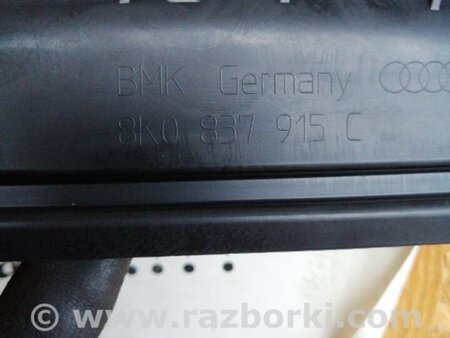 BMK Germany
8K0 837 915 C
© www.razborki.com